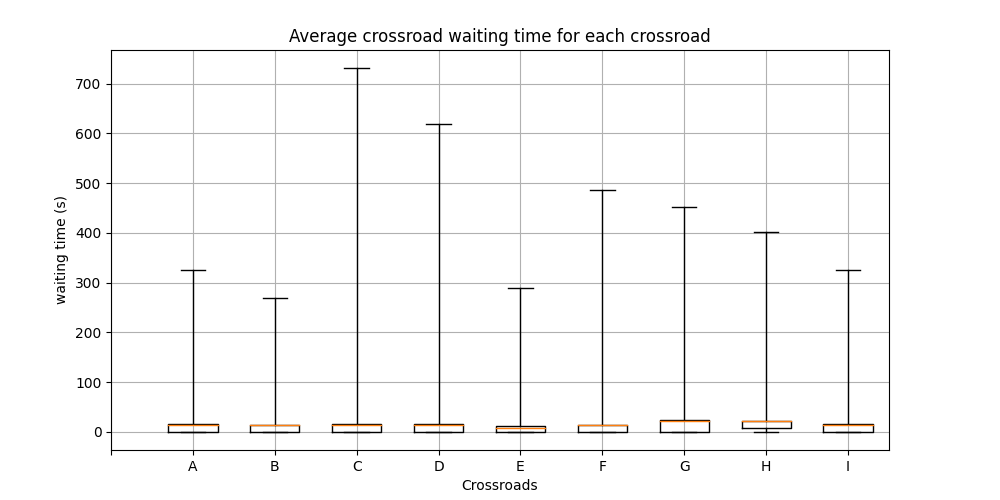 Average crossroad waiting time for each crossroad
700
600
500
400
300
200
100
0
waiting time (s)
A B C D E F G H I
Crossroads